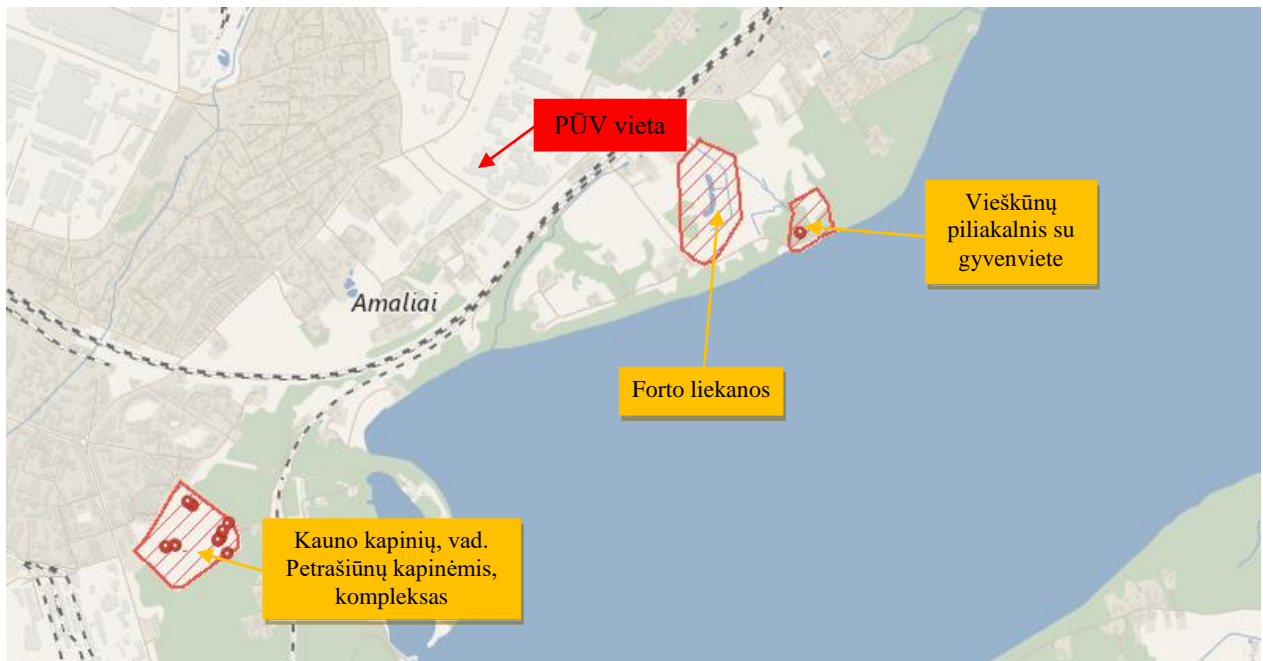 PŪV vieta
Vieškūnų
piliakalnis su
gyvenviete
Amaliai
Forto liekanos
Kauno kapinių, vad.
Petrašiūnų kapinėmis,
kompleksas